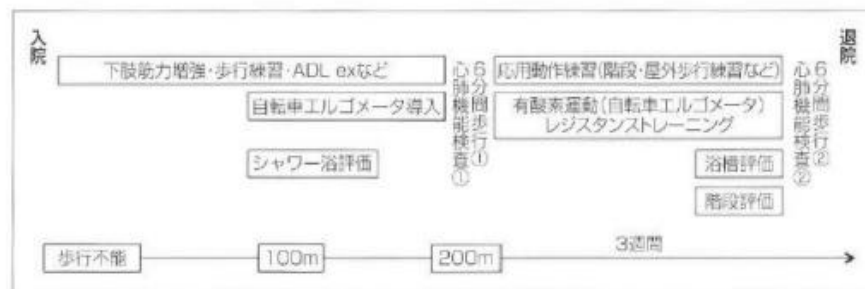 入院
下肢筋力増強・歩行練習・ADL exなど
自転車エルゴメータ導入
シャワー浴評価
6分間歩行①
心肺機能検査①
応用動作練習(階段・屋外歩行練習など)
有酸素運動(自転車エルゴメータ)
レジスタンストレーニング
浴槽評価
階段評価
6分間歩行②
心肺機能検査②
退院
歩行不能
100m
200m
3週間